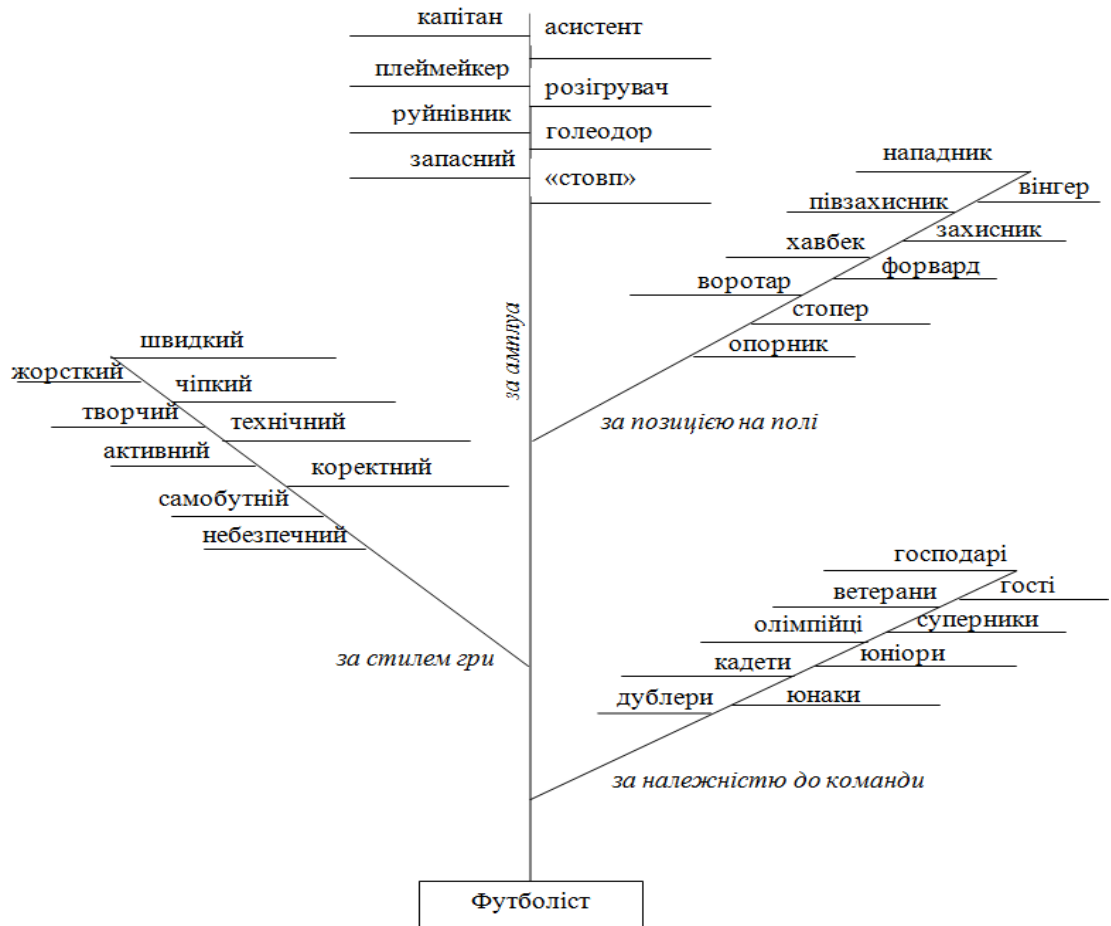 капітан
асистент
плеймейкер
розігрувач
руйнівник
голеодор
запасний
«стовп»
за амплуа
нападник
вінгер
півзахисник
захисник
хавбек
форвард
воротар
стопер
опорник
за позицією на полі
швидкий
жорсткий
чіпкий
творчий
технічний
активний
коректний
самобутній
небезпечний
за стилем гри
господарі
гості
ветерани
суперники
олімпійці
юніори
кадети
юнаки
дублери
за належністю до команди
Футболіст